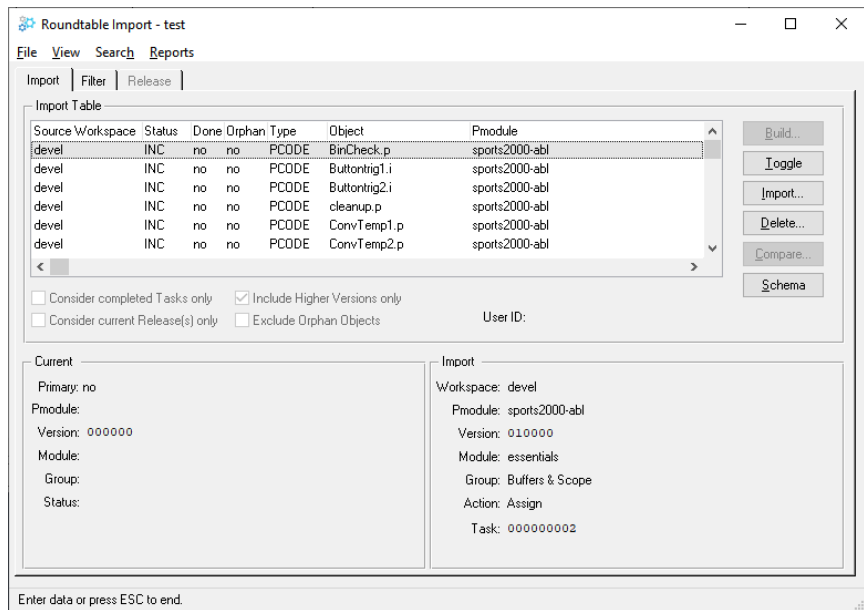 Roundtable Import - test
File View Search Reports
Import Filter Release
Import Table
Source Workspace Status Done Orphan Type Object Pmodule
devel INC no no PCODE BinCheck.p sports2000-abl
devel INC no no PCODE Buttontrig1.i sports2000-abl
devel INC no no PCODE Buttontrig2.i sports2000-abl
devel INC no no PCODE cleanup.p sports2000-abl
devel INC no no PCODE ConvTemp1.p sports2000-abl
devel INC no no PCODE ConvTemp2.p sports2000-abl
Build...
Toggle
Import...
Delete...
Compare...
Schema
Consider completed Tasks only Include Higher Versions only
Consider current Release(s) only Exclude Orphan Objects User ID:
Current
Primary: no
Pmodule:
Version: 000000
Module:
Group:
Status:
Import
Workspace: devel
Pmodule: sports2000-abl
Version: 010000
Module: essentials
Group: Buffers & Scope
Action: Assign
Task: 000000002
Enter data or press ESC to end.